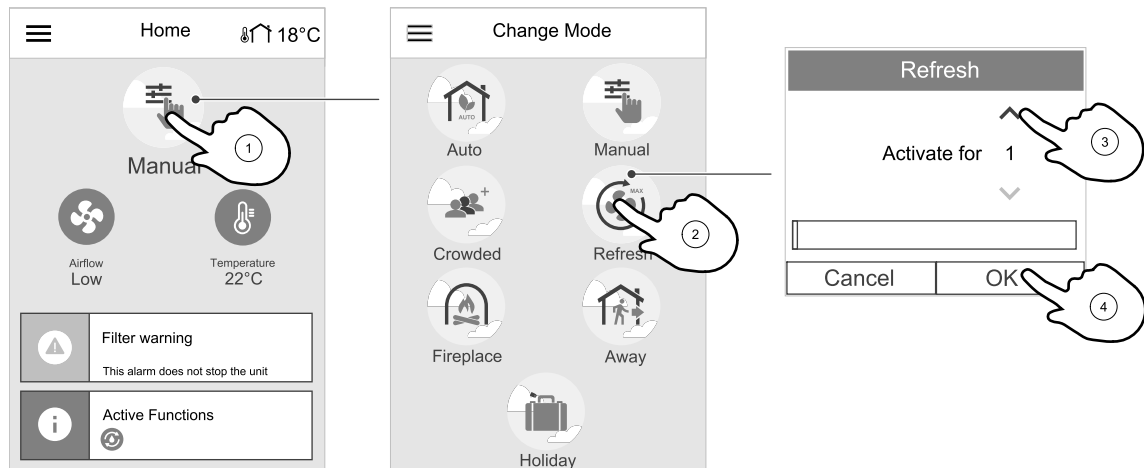 Home
18°C
1
Manual
Airflow
Low
Temperature
22°C
Filter warning
This alarm does not stop the unit
Active Functions
Change Mode
AUTO
Auto
Manual
Crowded
MAX
2
Refresh
Fireplace
Away
Holiday
Refresh
3
Activate for 1
Cancel
OK
4